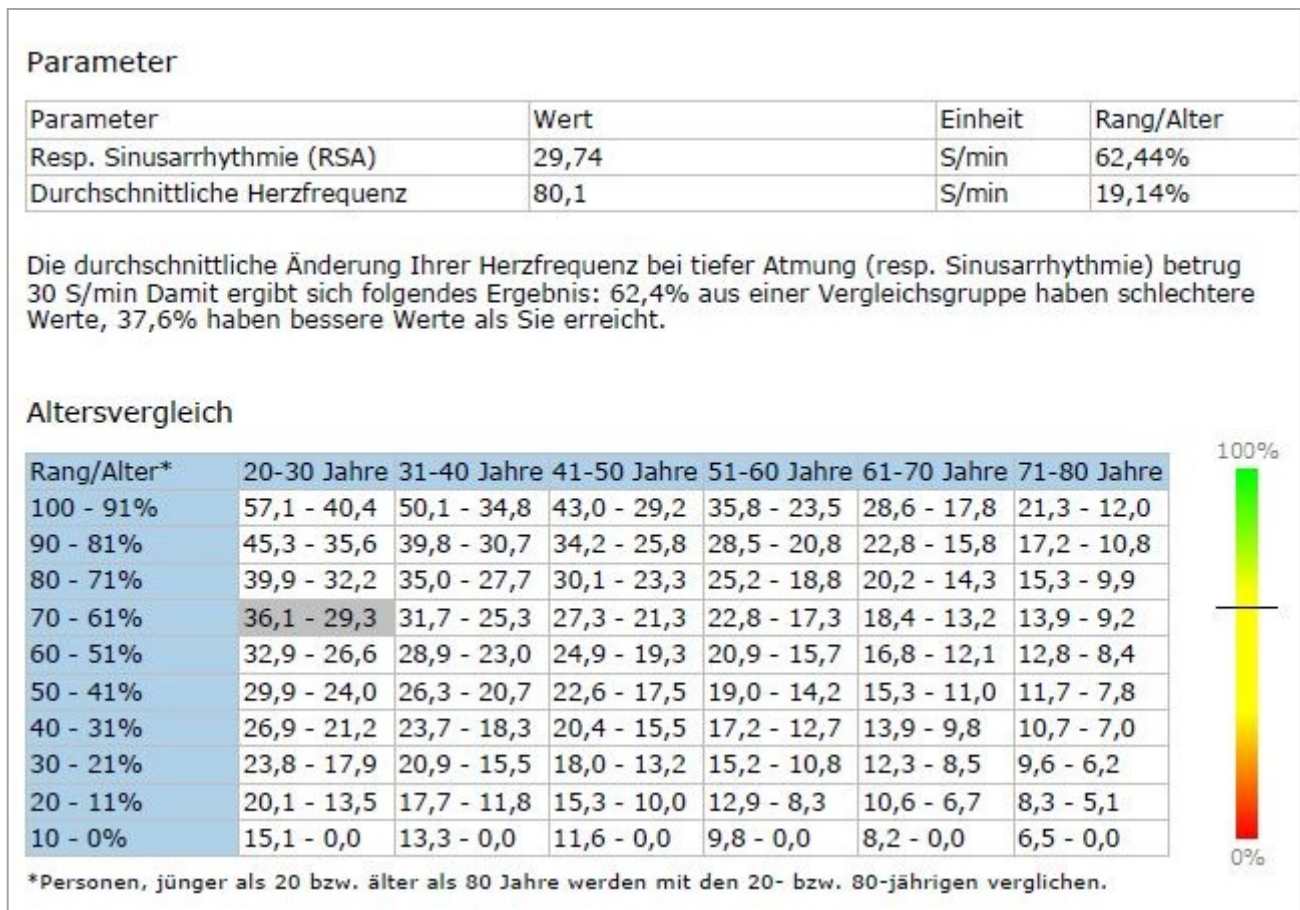 Parameter
Parameter Wert Einheit Rang/Alter
Resp. Sinusarrhythmie (RSA) 29,74 S/min 62,44%
Durchschnittliche Herzfrequenz 80,1 S/min 19,14%
Die durchschnittliche Änderung Ihrer Herzfrequenz bei tiefer Atmung (resp. Sinusarrhythmie) betrug
30 S/min Damit ergibt sich folgendes Ergebnis: 62,4% aus einer Vergleichsgruppe haben schlechtere
Werte, 37,6% haben bessere Werte als Sie erreicht.
Altersvergleich
100%
Rang/Alter* 20-30 Jahre 31-40 Jahre 41-50 Jahre 51-60 Jahre 61-70 Jahre 71-80 Jahre
100 - 91% 57,1 - 40,4 50,1 - 34,8 43,0 - 29,2 35,8 - 23,5 28,6 - 17,8 21,3 - 12,0
90 - 81% 45,3 - 35,6 39,8 - 30,7 34,2 - 25,8 28,5 - 20,8 22,8 - 15,8 17,2 - 10,8
80 - 71% 39,9 - 32,2 35,0 - 27,7 30,1 - 23,3 25,2 - 18,8 20,2 - 14,3 15,3 - 9,9
70 - 61% 36,1 - 29,3 31,7 - 25,3 27,3 - 21,3 22,8 - 17,3 18,4 - 13,2 13,9 - 9,2
60 - 51% 32,9 - 26,6 28,9 - 23,0 24,9 - 19,3 20,9 - 15,7 16,8 - 12,1 12,8 - 8,4
50 - 41% 29,9 - 24,0 26,3 - 20,7 22,6 - 17,5 19,0 - 14,2 15,3 - 11,0 11,7 - 7,8
40 - 31% 26,9 - 21,2 23,7 - 18,3 20,4 - 15,5 17,2 - 12,7 13,9 - 9,8 10,7 - 7,0
30 - 21% 23,8 - 17,9 20,9 - 15,5 18,0 - 13,2 15,2 - 10,8 12,3 - 8,5 9,6 - 6,2
20 - 11% 20,1 - 13,5 17,7 - 11,8 15,3 - 10,0 12,9 - 8,3 10,6 - 6,7 8,3 - 5,1
10 - 0% 15,1 - 0,0 13,3 - 0,0 11,6 - 0,0 9,8 - 0,0 8,2 - 0,0 6,5 - 0,0
0%
*Personen, jünger als 20 bzw. älter als 80 Jahre werden mit den 20- bzw. 80-jährigen verglichen.